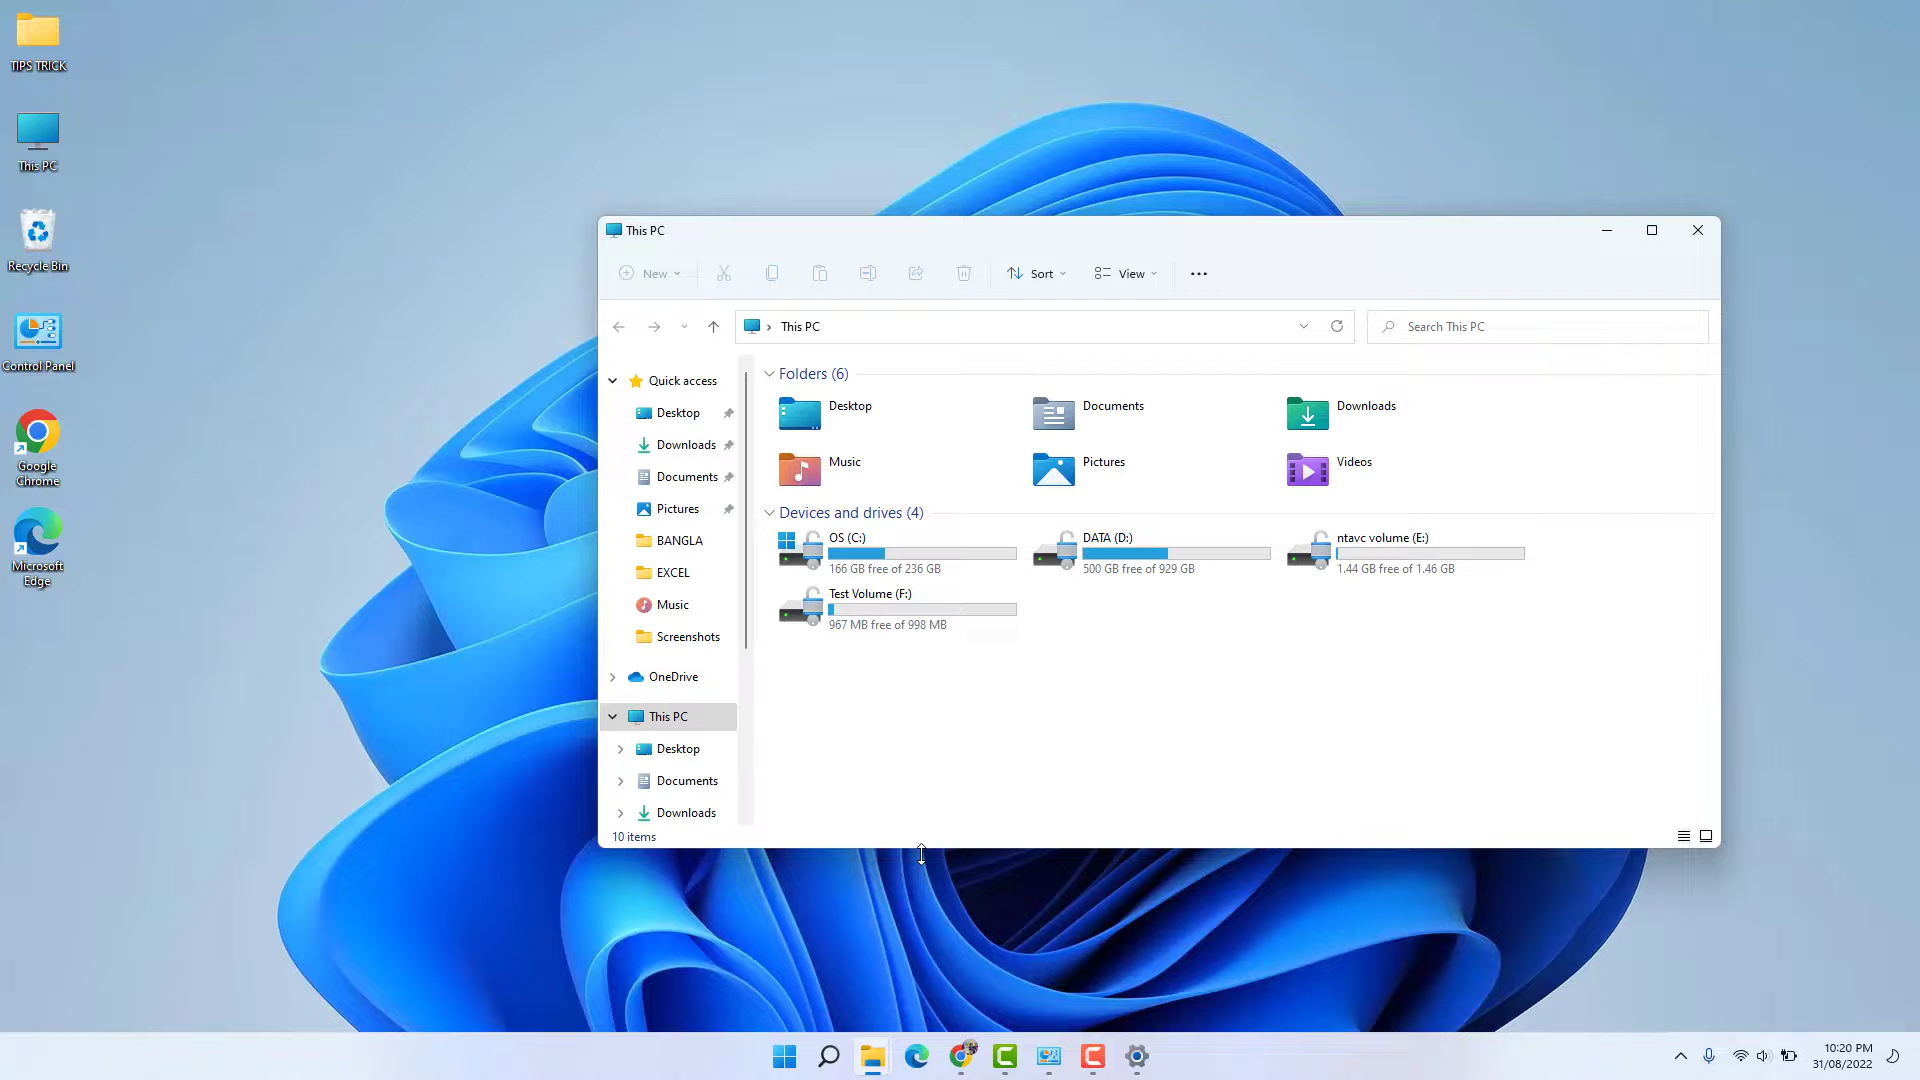 TIPS TRICK
This PC
Recycle Bin
Control Panel
Google
Chrome
Microsoft
Edge
This PC
New
Sort
View
This PC
Search This PC
Quick access
Desktop
Downloads
Documents
Pictures
BANGLA
EXCEL
Music
Screenshots
OneDrive
This PC
Desktop
Documents
Downloads
10 items
Folders (6)
Desktop
Documents
Downloads
Music
Pictures
Videos
Devices and drives (4)
OS (C:)
166 GB free of 236 GB
DATA (D:)
500 GB free of 929 GB
ntavc volume (E:)
1.44 GB free of 1.46 GB
Test Volume (F:)
967 MB free of 998 MB
10:20 PM
31/08/2022